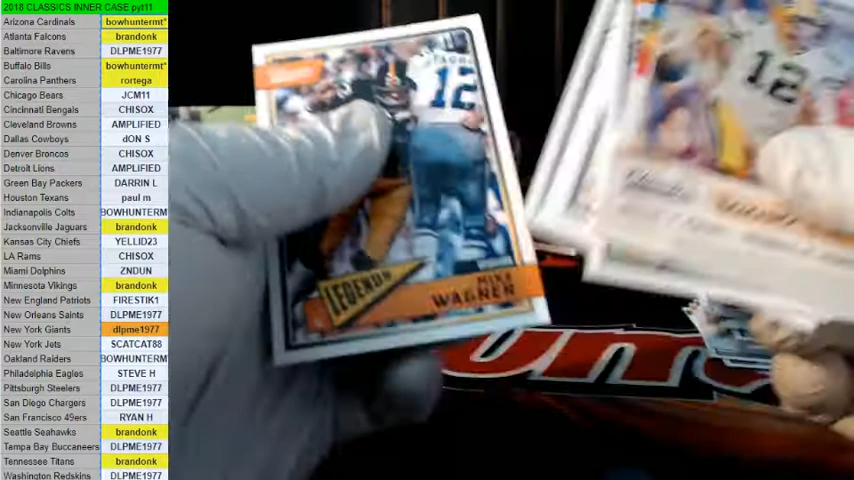 2018 CLASSICS INNER CASE pyt11
Arizona Cardinals bowhuntermt*
Atlanta Falcons brandonk
Baltimore Ravens DLPME1977
Buffalo Bills bowhuntermt*
Carolina Panthers rortega
Chicago Bears JCM11
Cincinnati Bengals CHISOX
Cleveland Browns AMPLIFIED
Dallas Cowboys dON S
Denver Broncos CHISOX
Detroit Lions AMPLIFIED
Green Bay Packers DARRIN L
Houston Texans paul m
Indianapolis Colts BOWHUNTERM
Jacksonville Jaguars brandonk
Kansas City Chiefs YELLID23
LA Rams CHISOX
Miami Dolphins ZNDUN
Minnesota Vikings brandonk
New England Patriots FIRESTIK1
New Orleans Saints DLPME1977
New York Giants dlpme1977
New York Jets SCATCAT88
Oakland Raiders BOWHUNTERM
Philadelphia Eagles STEVE H
Pittsburgh Steelers DLPME1977
San Diego Chargers DLPME1977
San Francisco 49ers RYAN H
Seattle Seahawks brandonk
Tampa Bay Buccaneers DLPME1977
Tennessee Titans brandonk
Washington Redskins DLPME1977
12
12
LEGENDS
MIKE
WAGNER